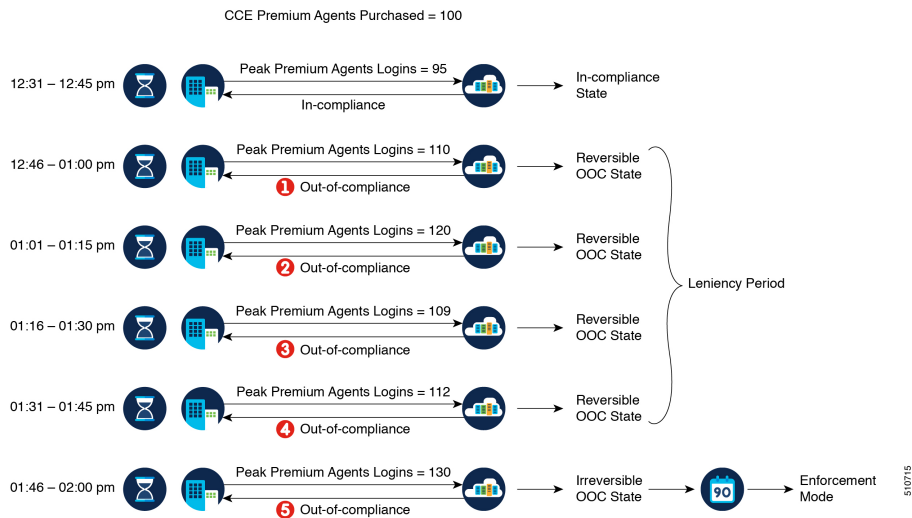 CCE Premium Agents Purchased = 100
12:31 – 12:45 pm
Peak Premium Agents Logins = 95
In-compliance
In-compliance
State
12:46 – 01:00 pm
Peak Premium Agents Logins = 110
1 Out-of-compliance
Reversible
OOC State
01:01 – 01:15 pm
Peak Premium Agents Logins = 120
2 Out-of-compliance
Reversible
OOC State
Leniency Period
01:16 – 01:30 pm
Peak Premium Agents Logins = 109
3 Out-of-compliance
Reversible
OOC State
01:31 – 01:45 pm
Peak Premium Agents Logins = 112
4 Out-of-compliance
Reversible
OOC State
01:46 – 02:00 pm
Peak Premium Agents Logins = 130
5 Out-of-compliance
Irreversible
OOC State
90
Enforcement
Mode
510715